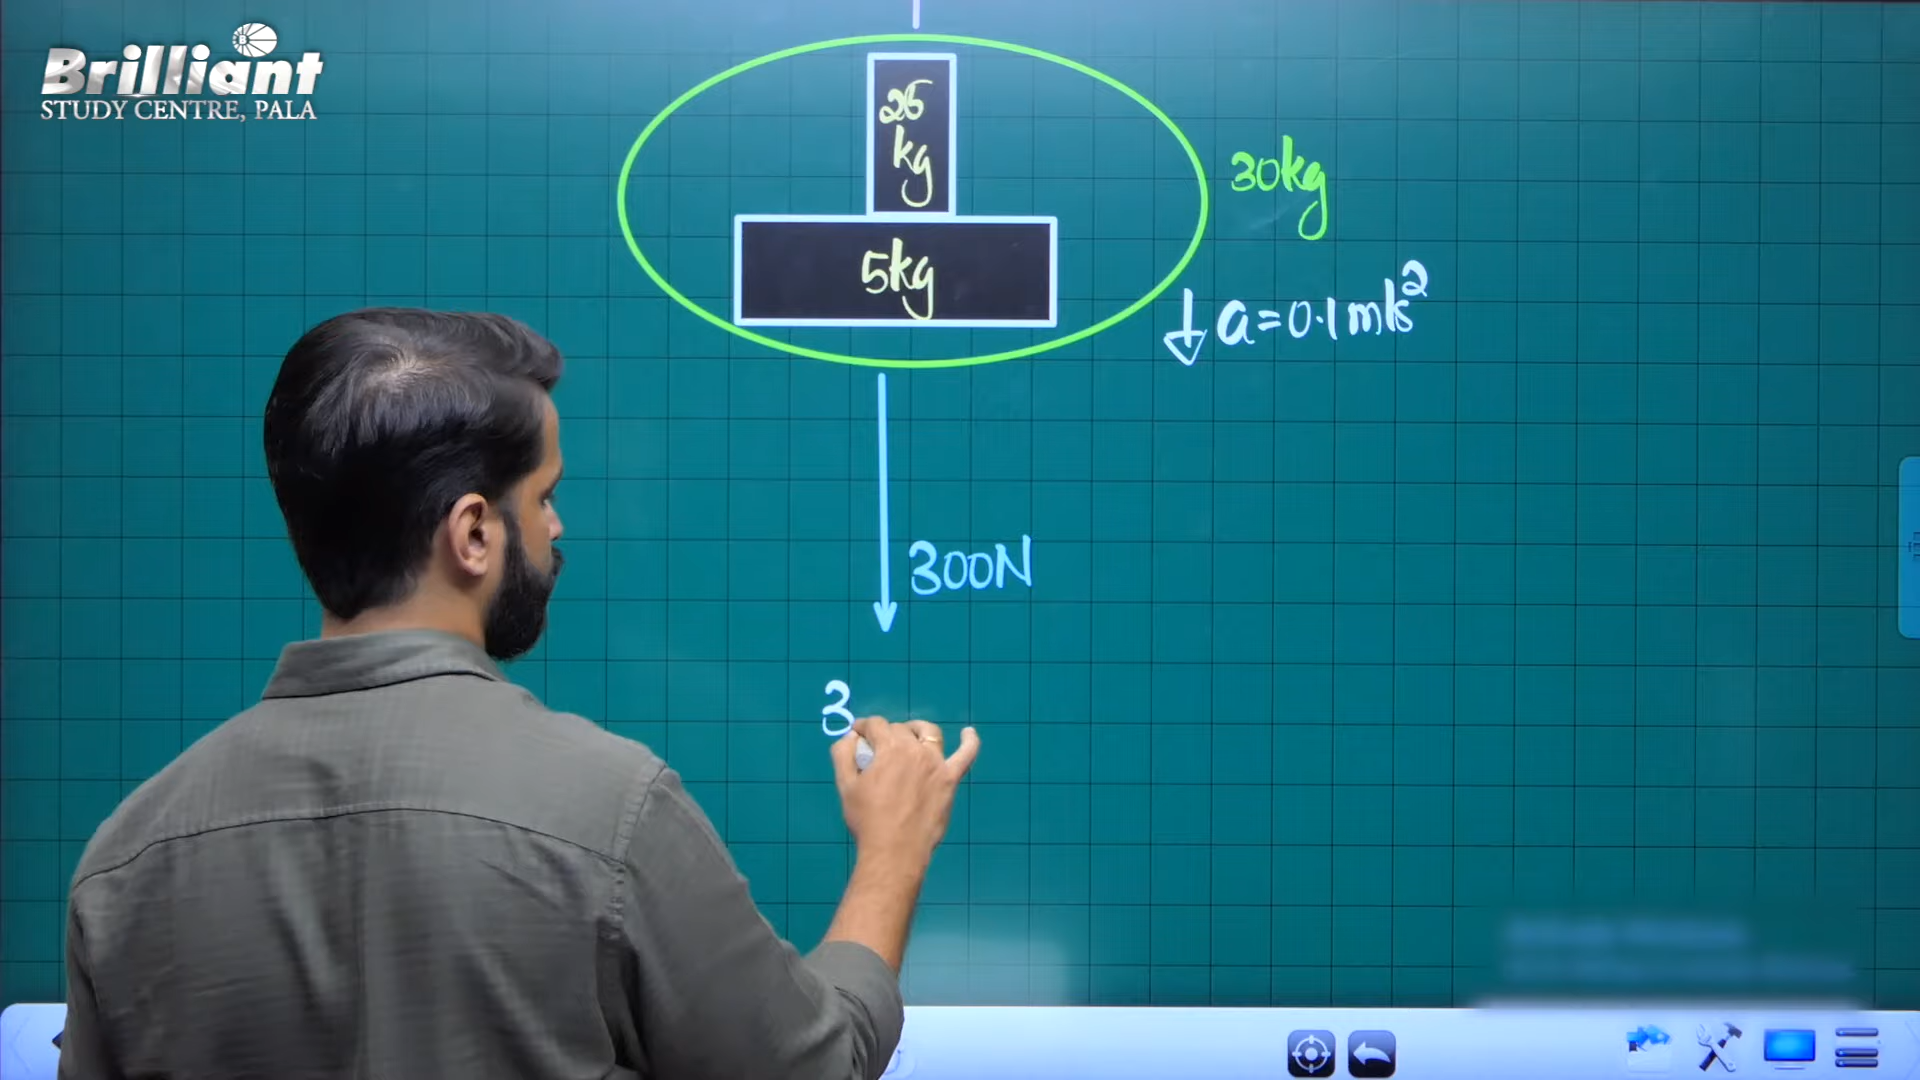 Brilliant
STUDY CENTRE, PALA
25
kg
5kg
30kg
a=0.1m/s²
300N
3